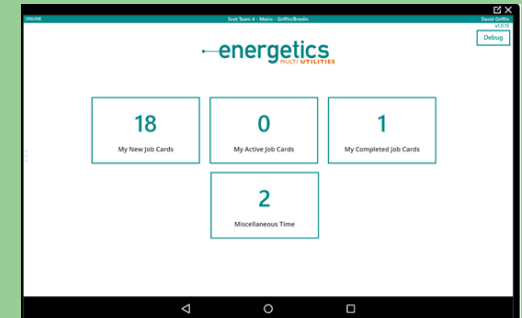 ONLINE
Scot Team 4 - Mains - Griffin/Breslin
David Griffin
v1.0.15
Debug
energetics
MULTI UTILITIES
18
0
1
My New Job Cards
My Active Job Cards
My Completed Job Cards
2
Miscellaneous Time